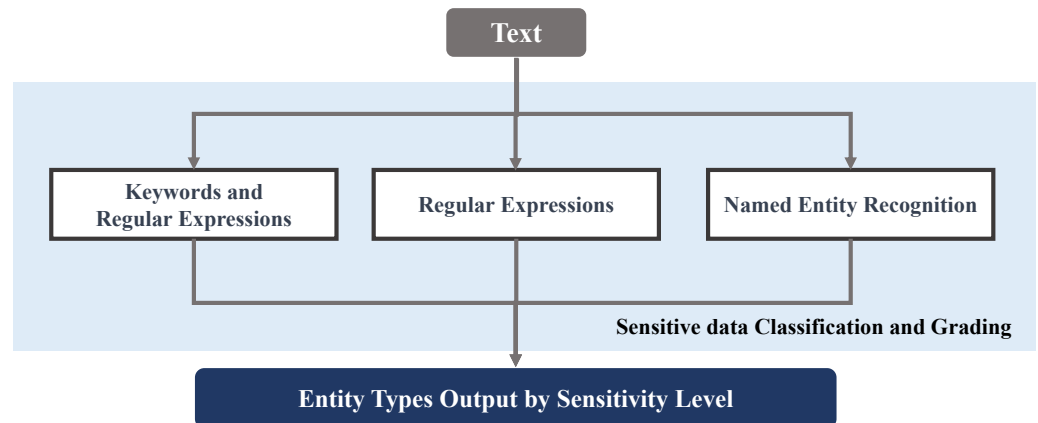 Text
Keywords and
Regular Expressions
Regular Expressions
Named Entity Recognition
Sensitive data Classification and Grading
Entity Types Output by Sensitivity Level